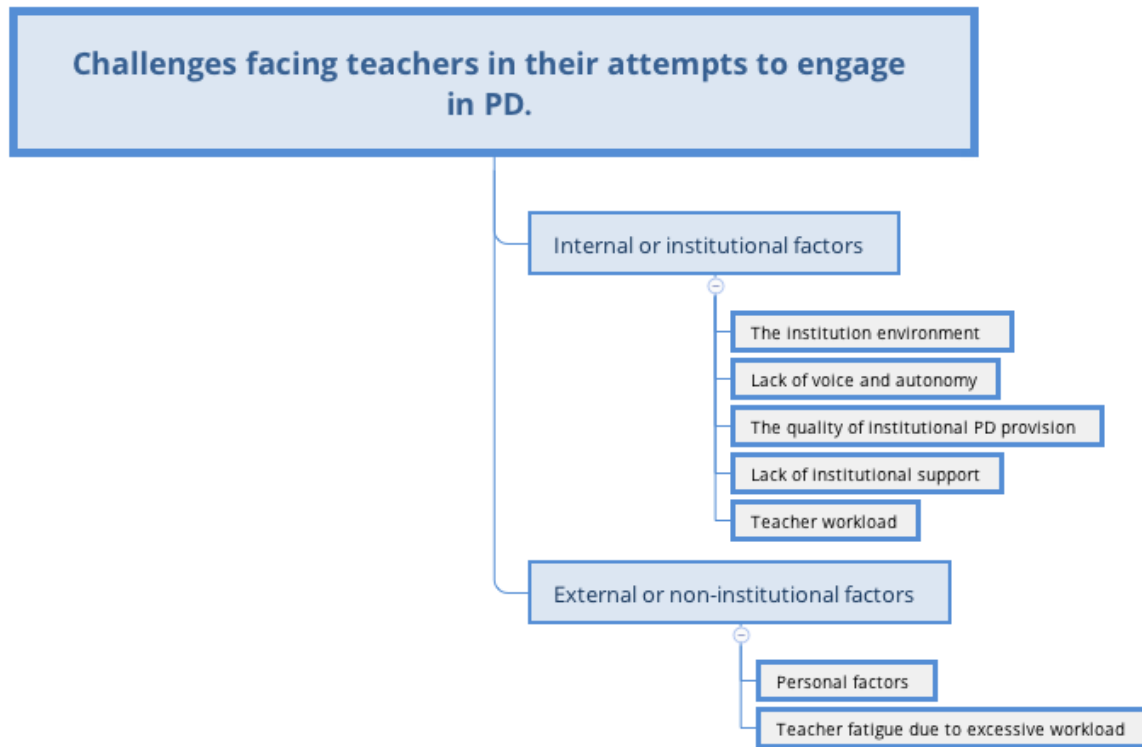 Challenges facing teachers in their attempts to engage
in PD.
Internal or institutional factors
The institution environment
Lack of voice and autonomy
The quality of institutional PD provision
Lack of institutional support
Teacher workload
External or non-institutional factors
Personal factors
Teacher fatigue due to excessive workload